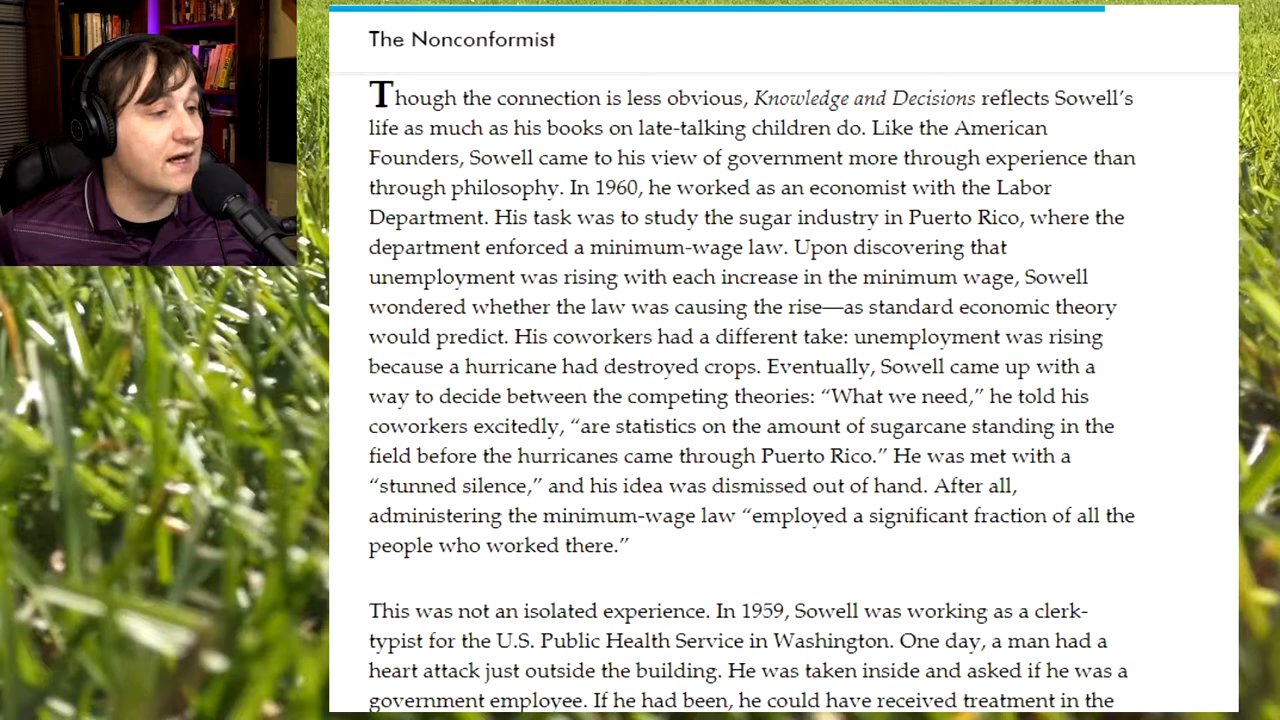 The Nonconformist
Though the connection is less obvious, Knowledge and Decisions reflects Sowell’s
life as much as his books on late-talking children do. Like the American
Founders, Sowell came to his view of government more through experience than
through philosophy. In 1960, he worked as an economist with the Labor
Department. His task was to study the sugar industry in Puerto Rico, where the
department enforced a minimum-wage law. Upon discovering that
unemployment was rising with each increase in the minimum wage, Sowell
wondered whether the law was causing the rise—as standard economic theory
would predict. His coworkers had a different take: unemployment was rising
because a hurricane had destroyed crops. Eventually, Sowell came up with a
way to decide between the competing theories: “What we need,” he told his
coworkers excitedly, “are statistics on the amount of sugarcane standing in the
field before the hurricanes came through Puerto Rico.” He was met with a
“stunned silence,” and his idea was dismissed out of hand. After all,
administering the minimum-wage law “employed a significant fraction of all the
people who worked there.”
This was not an isolated experience. In 1959, Sowell was working as a clerk-
typist for the U.S. Public Health Service in Washington. One day, a man had a
heart attack just outside the building. He was taken inside and asked if he was a
government employee. If he had been, he could have received treatment in the